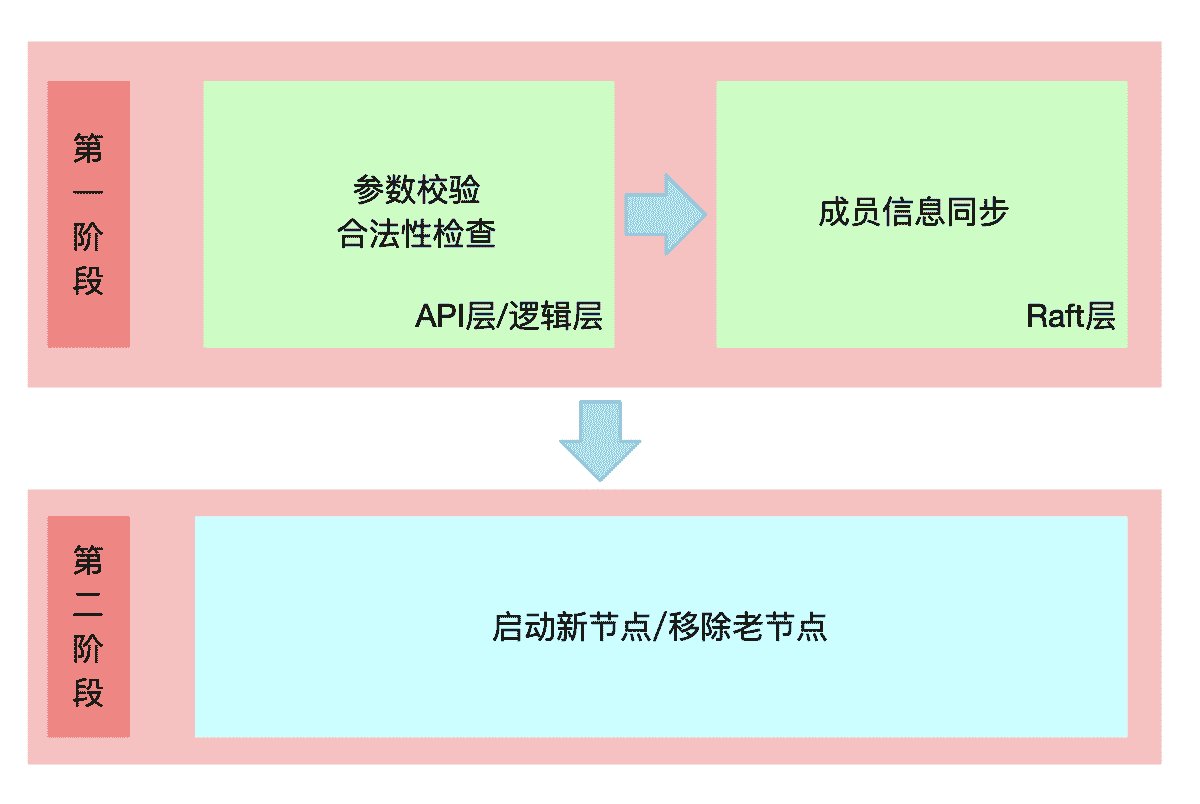 第一阶段
参数校验
合法性检查
API层/逻辑层
成员信息同步
Raft层
第二阶段
启动新节点/移除老节点